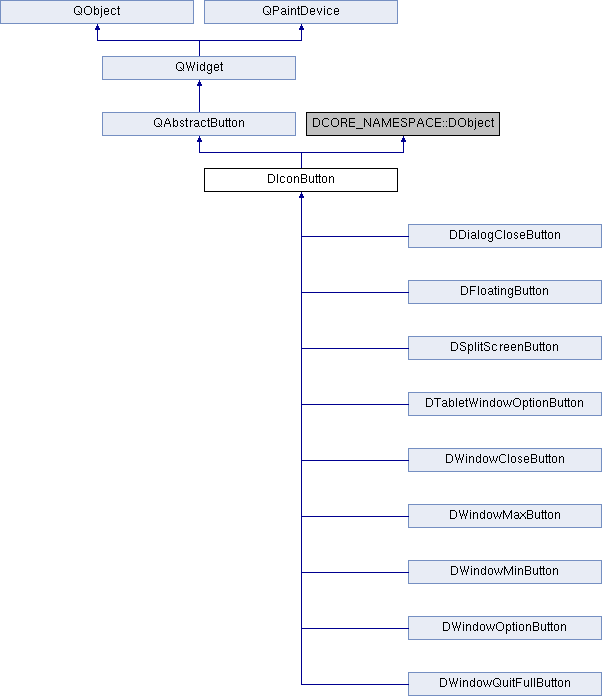 QObject
QPaintDevice
QWidget
QAbstractButton
DCORE_NAMESPACE::DObject
DIconButton
DDialogCloseButton
DFloatingButton
DSplitScreenButton
DTabletWindowOptionButton
DWindowCloseButton
DWindowMaxButton
DWindowMinButton
DWindowOptionButton
DWindowQuitFullButton